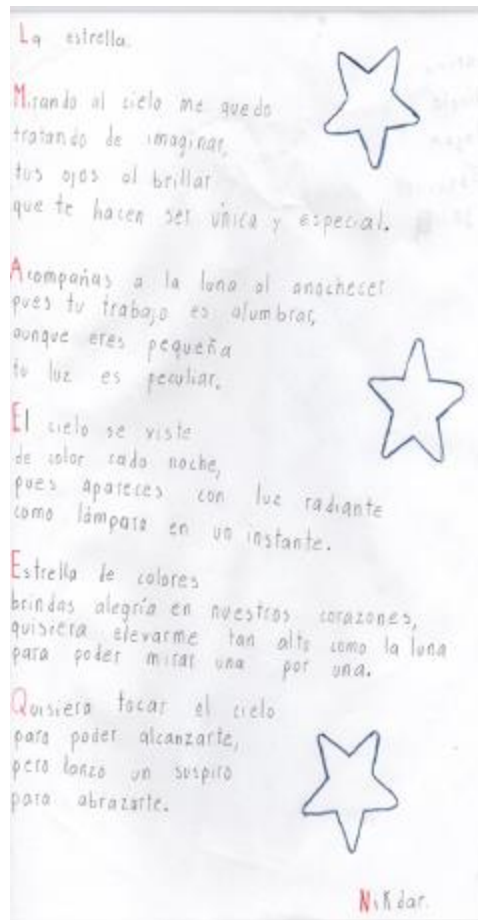 La estrella.
Mirando al cielo me quedo
tratando de imaginar,
tus ojos al brillar
que te hacen ser única y especial.
Acompañas a la luna al anochecer
pues tu trabajo es alumbrar,
aunque eres pequeña
tu luz es peculiar.
El cielo se viste
de color cada noche,
pues apareces con luz radiante
como lámpara en un instante.
Estrella de colores
brindas alegría en nuestros corazones,
quisiera elevarme tan alto como la luna
para poder mirar una por una.
Quisiera tocar el cielo
para poder alcanzarte,
pero lanzo un suspiro
para abrazarte.
NiKdar.